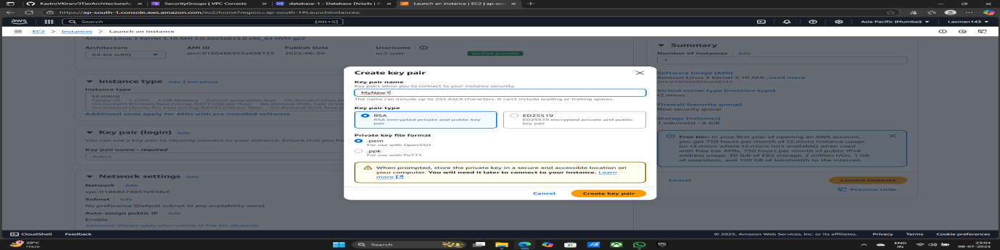 KastroVKiran/3TierArchitectureAp
SecurityGroups | VPC Console
database-1 - Database Details | A
Launch an instance | EC2 | ap-sou
https://ap-south-1.console.aws.amazon.com/ec2/home?region=ap-south-1#LaunchInstances:
aws
Search [Alt+S]
Asia Pacific (Mumbai)
Laxman143
EC2 > Instances > Launch an instance
Amazon Linux 2 Kernel 5.10 AMI 2.0.20250623.0 x86_64 HVM gp2
Architecture AMI ID Publish Date Username
64-bit (x86) ami-018046b953a698135 2025-06-20 ec2-user Verified provider
Instance type Info | Get advice
Instance type
t2.micro
Family: t2 1 vCPU 1 GiB Memory Current generation: true On-Demand Linux base
On-Demand Windows base pricing: 0.017 USD per Hour On-Demand RHEL base pricing
On-Demand Ubuntu Pro base pricing: 0.0142 USD per Hour On-Demand SUSE base pri
Additional costs apply for AMIs with pre-installed software
Key pair (login) Info
You can use a key pair to securely connect to your instance. Ensure that you ha
Key pair name - required
Select
Network settings Info
Network Info
vpc-01868274857e938cf
Subnet Info
No preference (Default subnet in any availability zone)
Auto-assign public IP Info
Enable
Additional charges apply when outside of free tier allowance
Create key pair
Key pair name
Key pairs allow you to connect to your instance securely.
MyNew1
The name can include up to 255 ASCII characters. It can't include leading or trailing spaces.
Key pair type
RSA
RSA encrypted private and public key
pair
ED25519
ED25519 encrypted private and public
key pair
Private key file format
.pem
For use with OpenSSH
.ppk
For use with PuTTY
When prompted, store the private key in a secure and accessible location on
your computer. You will need it later to connect to your instance. Learn
more
Cancel Create key pair
Summary
Number of instances Info
1
Software Image (AMI)
Amazon Linux 2 Kernel 5.10 AMI...read more
ami-018046b953a698135
Virtual server type (instance type)
t2.micro
Firewall (security group)
New security group
Storage (volumes)
1 volume(s) - 8 GiB
Free tier: In your first year of opening an AWS account,
you get 750 hours per month of t2.micro instance usage
(or t3.micro where t2.micro isn't available) when used
with free tier AMIs, 750 hours per month of public IPv4
address usage, 30 GiB of EBS storage, 2 million I/Os, 1 GB
of snapshots, and 100 GB of bandwidth to the internet.
Cancel Launch instance
Preview code
CloudShell Feedback
© 2025, Amazon Web Services, Inc. or its affiliates. Privacy Terms Cookie preferences
29°C
Haze
Search
ENG
IN
23:04
08-07-2025